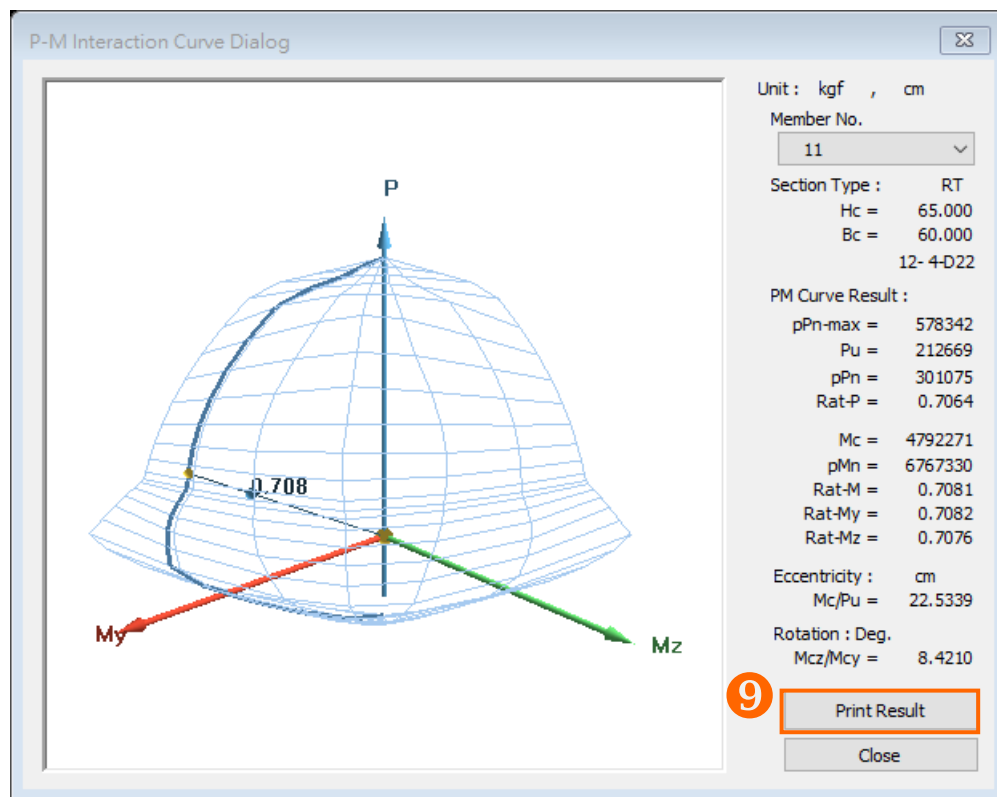 P-M Interaction Curve Dialog
P
0.708
My
Mz
Unit : kgf , cm
Member No.
11
Section Type : RT
Hc = 65.000
Bc = 60.000
12- 4-D22
PM Curve Result :
pPn-max = 578342
Pu = 212669
pPn = 301075
Rat-P = 0.7064
Mc = 4792271
pMn = 6767330
Rat-M = 0.7081
Rat-My = 0.7082
Rat-Mz = 0.7076
Eccentricity : cm
Mc/Pu = 22.5339
Rotation : Deg.
Mcz/Mcy = 8.4210
9
Print Result
Close